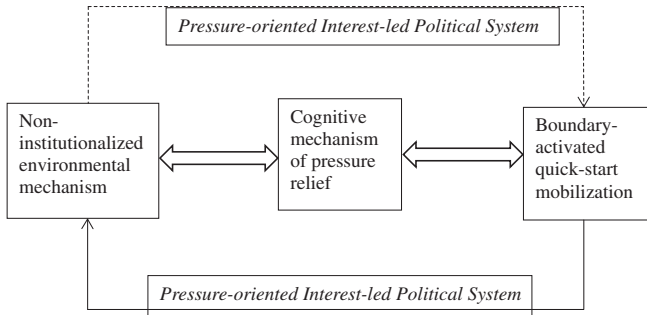 Pressure-oriented Interest-led Political System
Non-
institutionalized
environmental
mechanism
Cognitive
mechanism
of pressure
relief
Boundary-
activated
quick-start
mobilization
Pressure-oriented Interest-led Political System